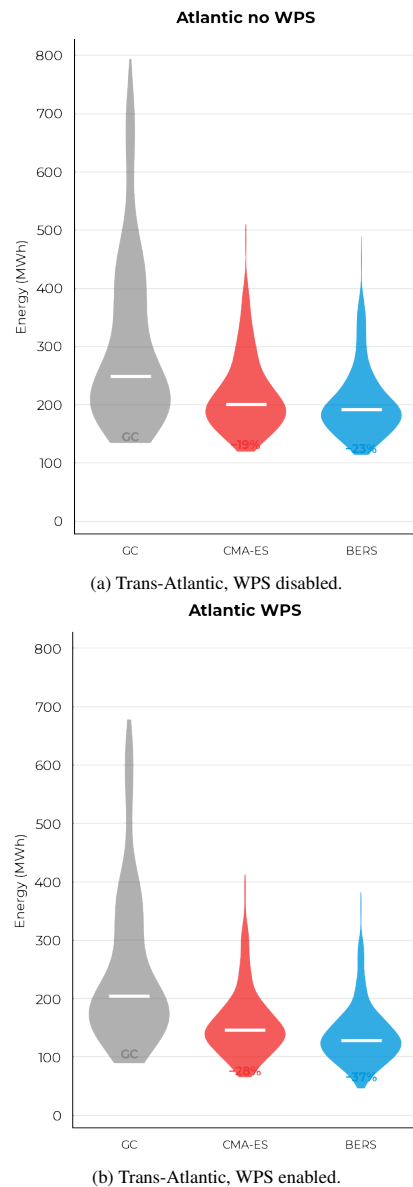 Atlantic no WPS
800
700
600
500
400
300
200
100
0
Energy (MWh)
GC
−19%
−23%
GC CMA-ES BERS
(a) Trans-Atlantic, WPS disabled.
Atlantic WPS
800
700
600
500
400
300
200
100
0
Energy (MWh)
GC
−28%
−37%
GC CMA-ES BERS
(b) Trans-Atlantic, WPS enabled.